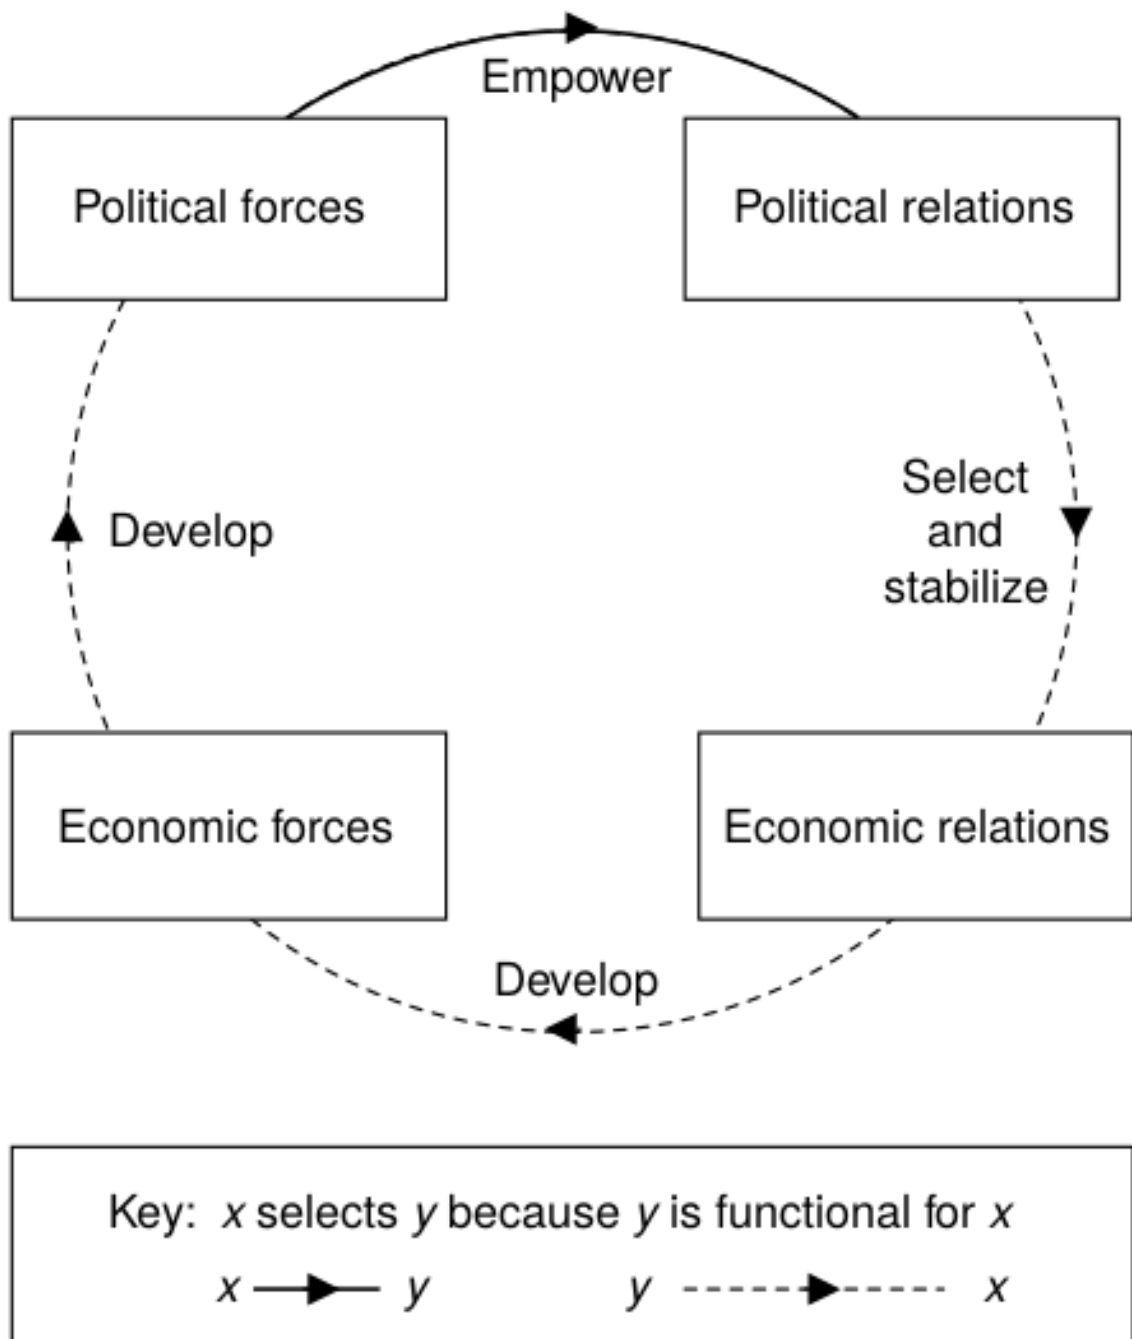 Empower
Political forces
Political relations
Develop
Select
and
stabilize
Economic forces
Economic relations
Develop
Key: x selects y because y is functional for x
x y y x